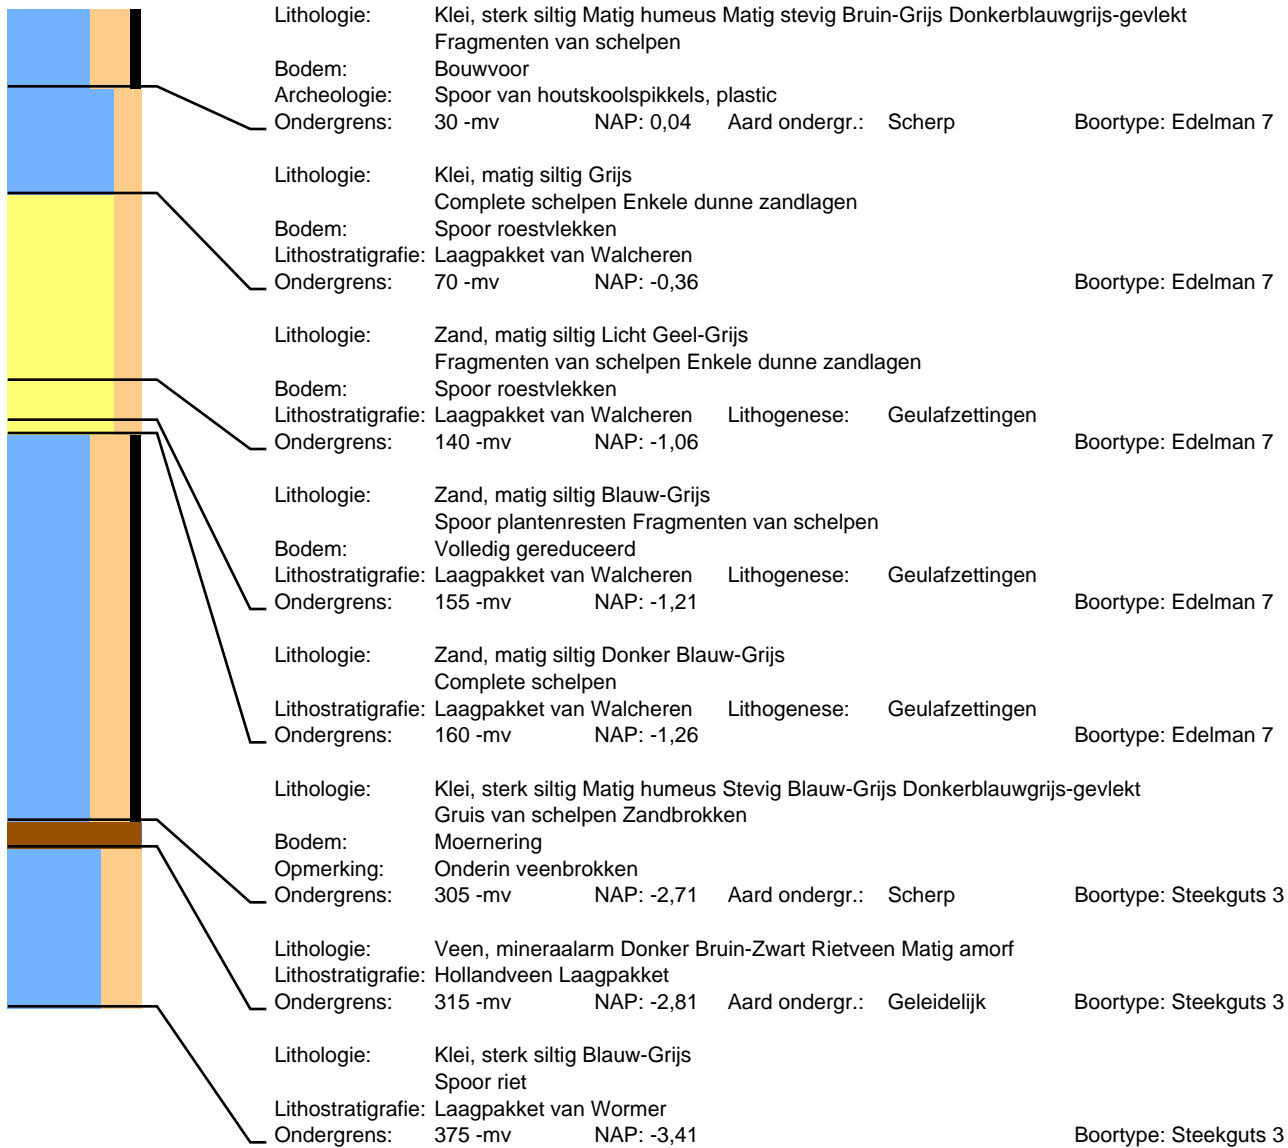 Lithologie: Klei, sterk siltig Matig humeus Matig stevig Bruin-Grijs Donkerblauwgrijs-gevlekt
Fragmenten van schelpen
Bodem: Bouwvoor
Archeologie: Spoor van houtskoolspikkels, plastic
Ondergrens: 30 -mv NAP: 0,04 Aard ondergr.: Scherp Boortype: Edelman 7
Lithologie: Klei, matig siltig Grijs
Complete schelpen Enkele dunne zandlagen
Bodem: Spoor roestvlekken
Lithostratigrafie: Laagpakket van Walcheren
Ondergrens: 70 -mv NAP: -0,36 Boortype: Edelman 7
Lithologie: Zand, matig siltig Licht Geel-Grijs
Fragmenten van schelpen Enkele dunne zandlagen
Bodem: Spoor roestvlekken
Lithostratigrafie: Laagpakket van Walcheren Lithogenese: Geulafzettingen
Ondergrens: 140 -mv NAP: -1,06 Boortype: Edelman 7
Lithologie: Zand, matig siltig Blauw-Grijs
Spoor plantenresten Fragmenten van schelpen
Bodem: Volledig gereduceerd
Lithostratigrafie: Laagpakket van Walcheren Lithogenese: Geulafzettingen
Ondergrens: 155 -mv NAP: -1,21 Boortype: Edelman 7
Lithologie: Zand, matig siltig Donker Blauw-Grijs
Complete schelpen
Lithostratigrafie: Laagpakket van Walcheren Lithogenese: Geulafzettingen
Ondergrens: 160 -mv NAP: -1,26 Boortype: Edelman 7
Lithologie: Klei, sterk siltig Matig humeus Stevig Blauw-Grijs Donkerblauwgrijs-gevlekt
Gruis van schelpen Zandbrokken
Bodem: Moernering
Opmerking: Onderin veenbrokken
Ondergrens: 305 -mv NAP: -2,71 Aard ondergr.: Scherp Boortype: Steekguts 3
Lithologie: Veen, mineraalarm Donker Bruin-Zwart Rietveen Matig amorf
Lithostratigrafie: Hollandveen Laagpakket
Ondergrens: 315 -mv NAP: -2,81 Aard ondergr.: Geleidelijk Boortype: Steekguts 3
Lithologie: Klei, sterk siltig Blauw-Grijs
Spoor riet
Lithostratigrafie: Laagpakket van Wormer
Ondergrens: 375 -mv NAP: -3,41 Boortype: Steekguts 3